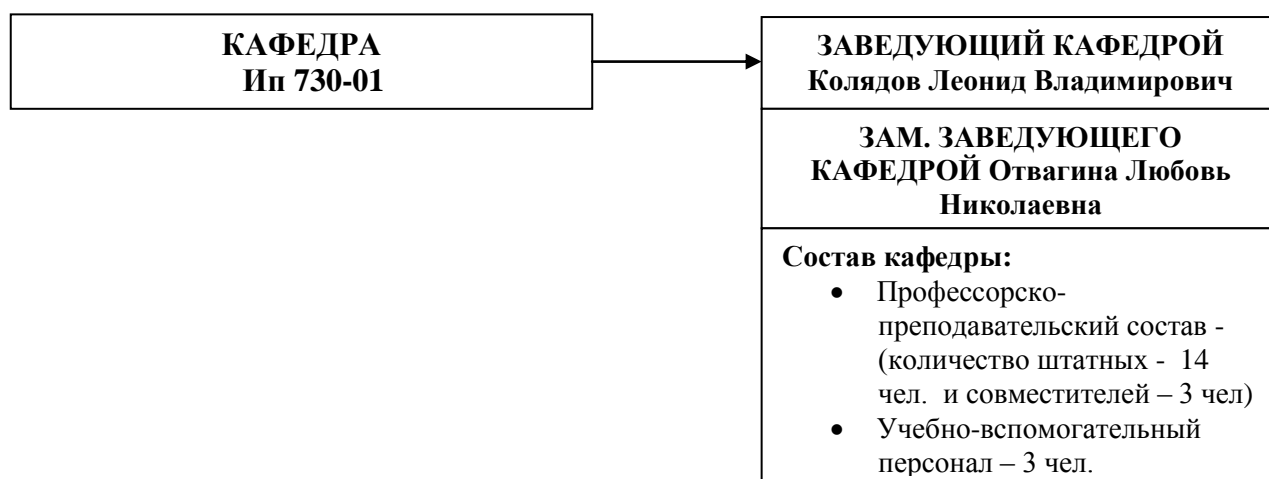 КАФЕДРА
Ип 730-01
ЗАВЕДУЮЩИЙ КАФЕДРОЙ
Колядов Леонид Владимирович
ЗАМ. ЗАВЕДУЮЩЕГО
КАФЕДРОЙ Отвагина Любовь
Николаевна
Состав кафедры:
• Профессорско-
преподавательский состав -
(количество штатных - 14
чел. и совместителей – 3 чел)
• Учебно-вспомогательный
персонал – 3 чел.